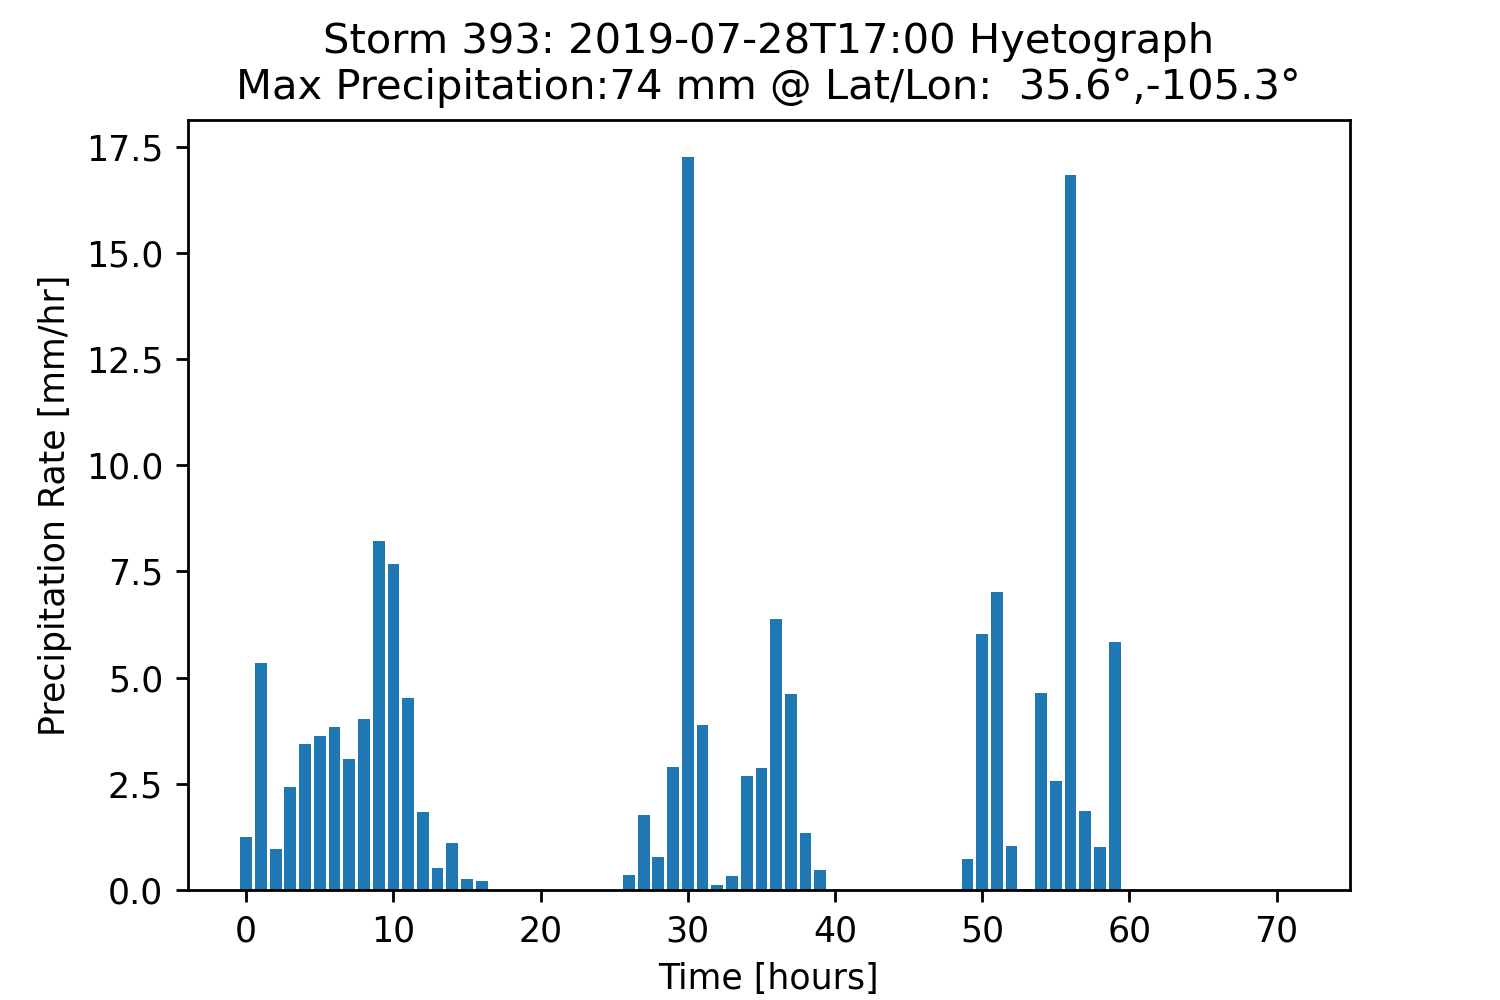 Storm 393: 2019-07-28T17:00 Hyetograph
Max Precipitation:74 mm @ Lat/Lon:  35.6°,-105.3°
17.5
15.0
12.5
10.0
7.5
5.0
2.5
0.0
Precipitation Rate [mm/hr]
0 10 20 30 40 50 60 70
Time [hours]